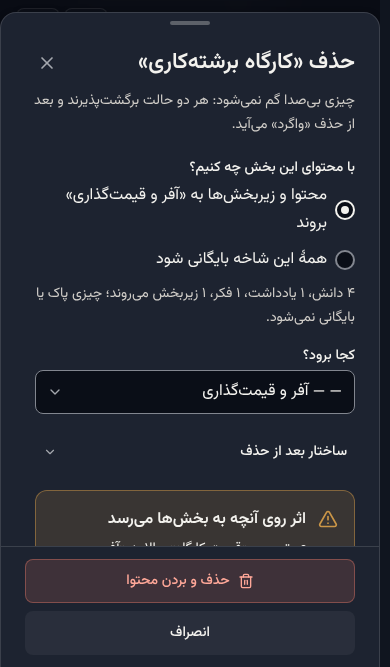 حذف «کارگاه برشته‌کاری»
چیزی بی‌صدا گم نمی‌شود: هر دو حالت برگشت‌پذیرند و بعد
از حذف «واگرد» می‌آید.
با محتوای این بخش چه کنیم؟
محتوا و زیربخش‌ها به «آفر و قیمت‌گذاری»
بروند
همهٔ این شاخه بایگانی شود
۴ دانش، ۱ یادداشت، ۱ فکر، ۱ زیربخش می‌روند؛ چیزی پاک یا
بایگانی نمی‌شود.
کجا برود؟
— — آفر و قیمت‌گذاری
ساختار بعد از حذف
اثر روی آنچه به بخش‌ها می‌رسد
حذف و بردن محتوا
انصراف